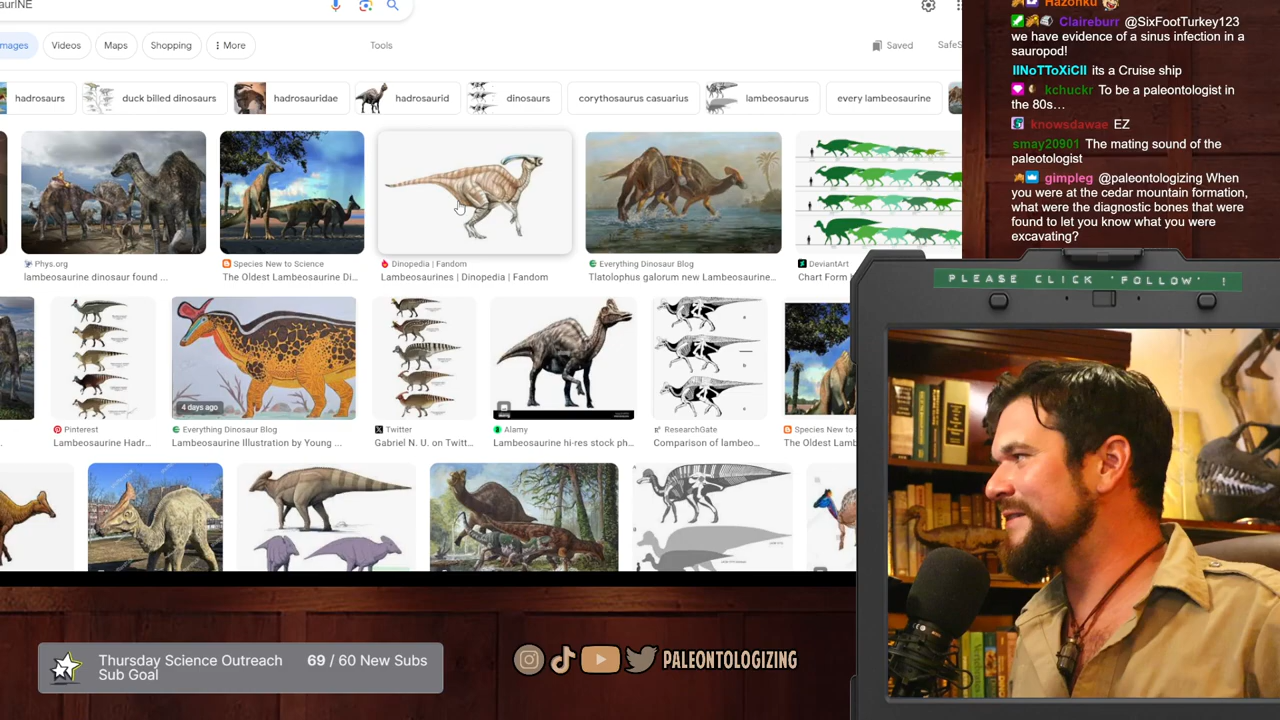 aurINE
mages
Videos
Maps
Shopping
More
Tools
Saved
SafeS
hadrosaurs
duck billed dinosaurs
hadrosauridae
hadrosaurid
dinosaurs
corythosaurus casuarius
lambeosaurus
every lambeosaurine
Phys.org
lambeosaurine dinosaur found ...
Species New to Science
The Oldest Lambeosaurine Di...
Dinopedia | Fandom
Lambeosaurines | Dinopedia | Fandom
Everything Dinosaur Blog
Tlatolophus galorum new Lambeosaurine...
DeviantArt
Chart Form
4 days ago
Pinterest
Lambeosaurine Hadr...
Everything Dinosaur Blog
Lambeosaurine Illustration by Young ...
Twitter
Gabriel N. U. on Twitt...
Alamy
Lambeosaurine hi-res stock ph...
ResearchGate
Comparison of lambeo...
Species New to
The Oldest Lamb
Hazonku
Claireburr @SixFootTurkey123
we have evidence of a sinus infection in a
sauropod!
IINoTToXiCII its a Cruise ship
kchuckr To be a paleontologist in
the 80s...
knowsdawae EZ
smay20901 The mating sound of the
paleotologist
gimpleg @paleontologizing When
you were at the cedar mountain formation,
what were the diagnostic bones that were
found to let you know what you were
excavating?
PLEASE CLICK 'FOLLOW' !
Thursday Science Outreach
Sub Goal
69 / 60 New Subs
PALEONTOLOGIZING